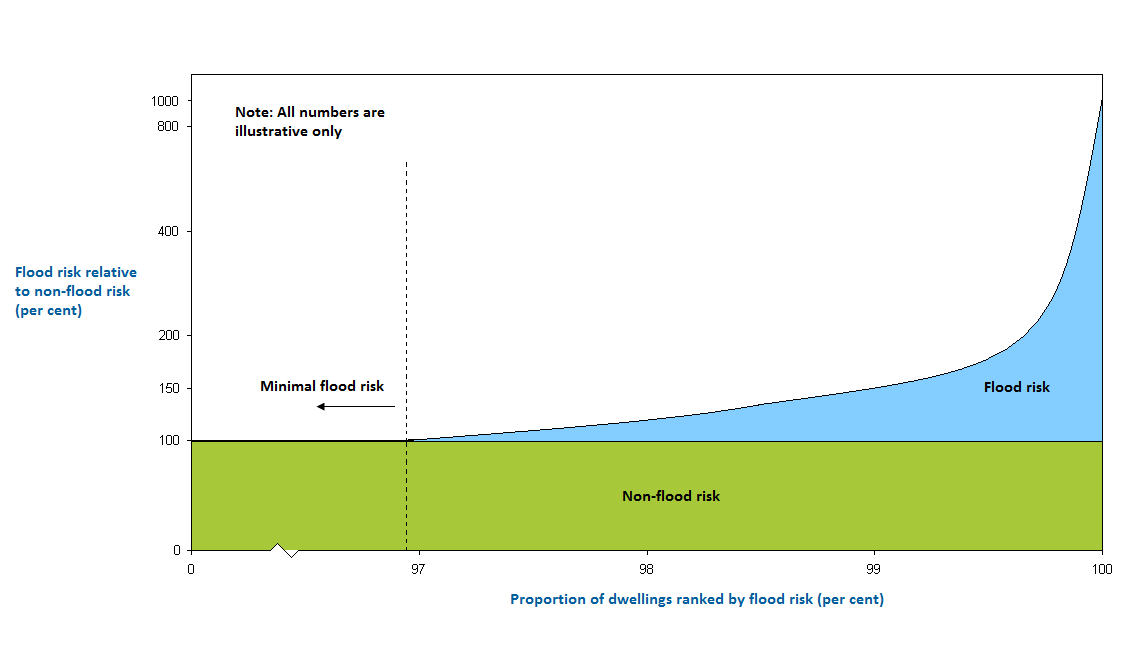 1000
Note: All numbers are
illustrative only
800
400
Flood risk relative
to non-flood risk
(per cent)
200
Minimal flood risk
150
Flood risk
100
Non-flood risk
0
0 97 98 99 100
Proportion of dwellings ranked by flood risk (per cent)